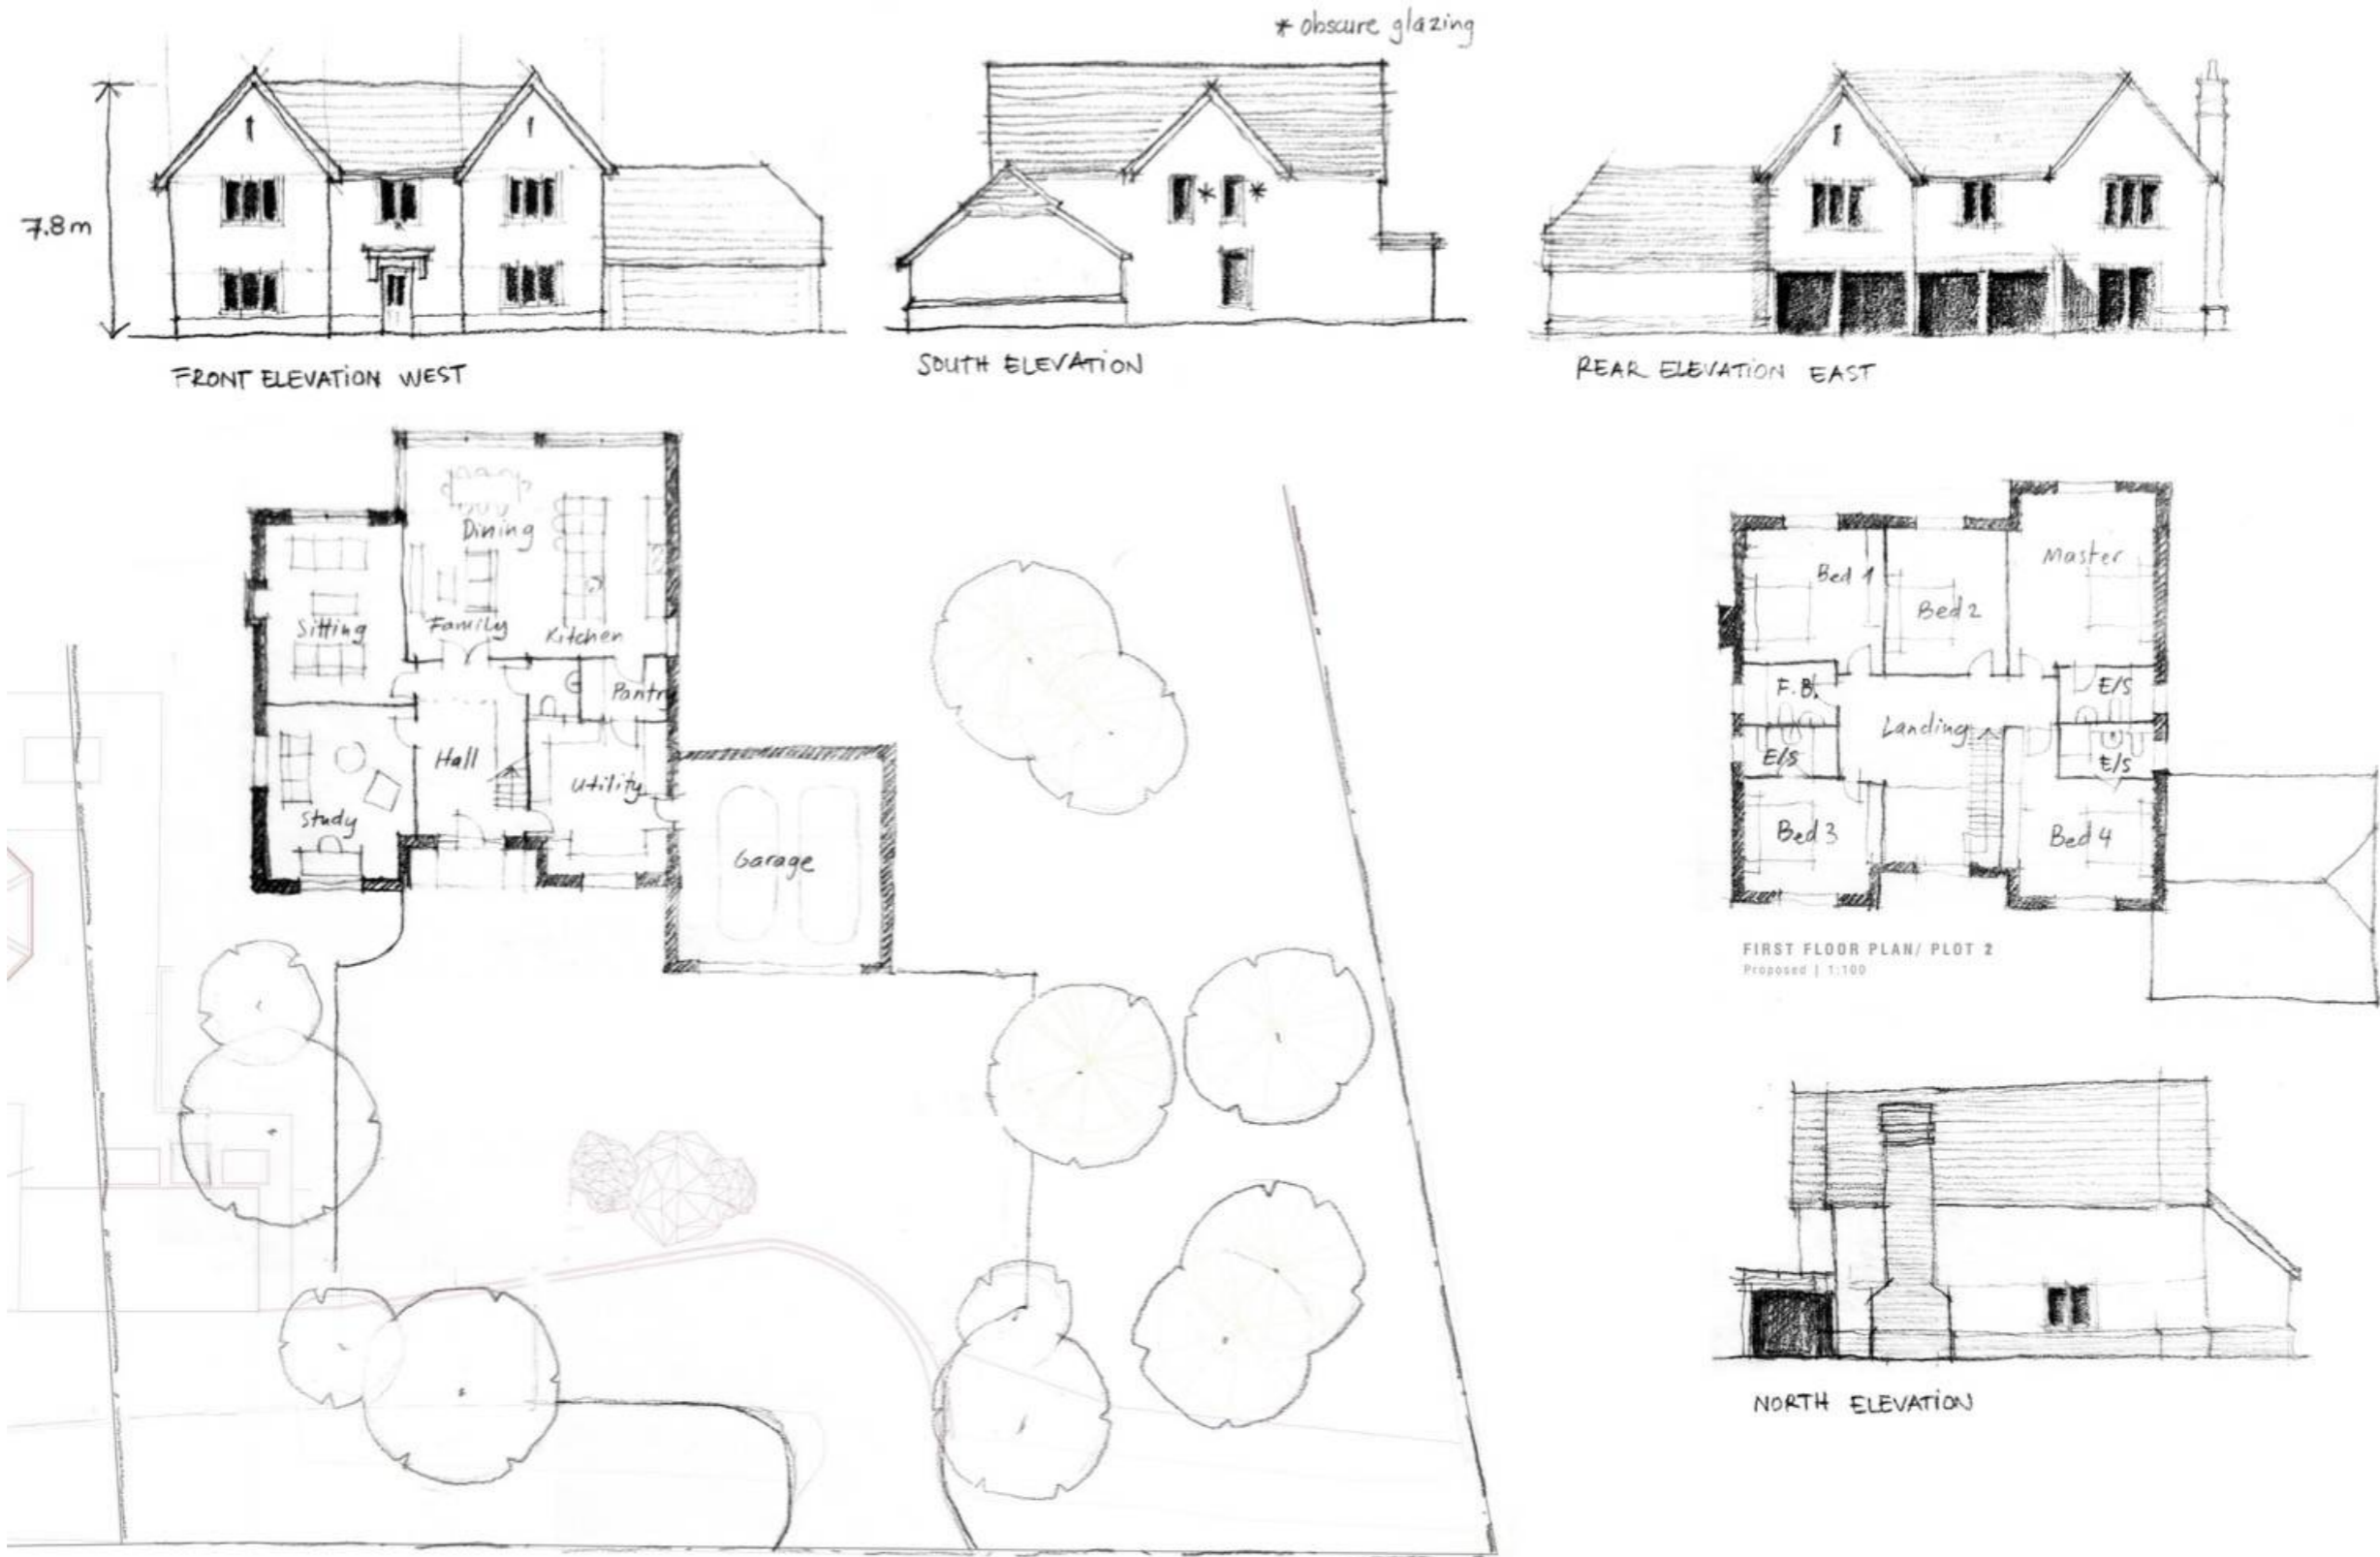 * obscure glazing
7.8m
FRONT ELEVATION WEST
SOUTH ELEVATION
* *
REAR ELEVATION EAST
Dining
Sitting
Family
Kitchen
Pantry
Hall
Utility
Study
Garage
Master
Bed 1
Bed 2
F.B.
E/S
Landing
E/S
E/S
Bed 3
Bed 4
FIRST FLOOR PLAN/ PLOT 2
Proposed | 1:100
NORTH ELEVATION